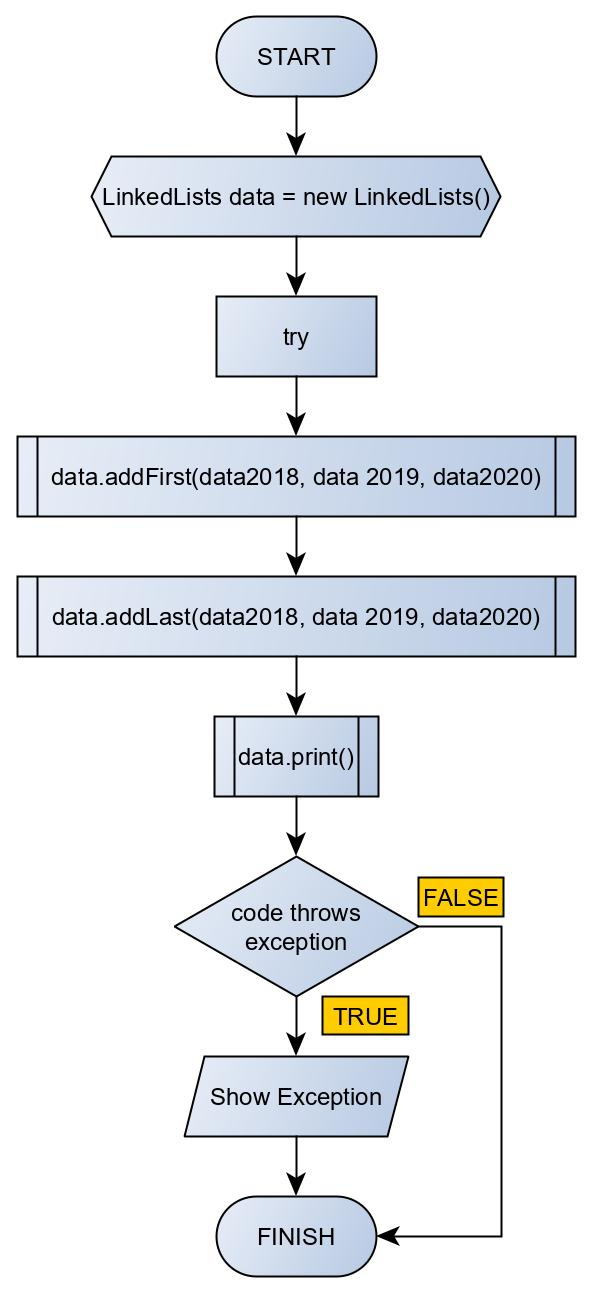 START
LinkedLists data = new LinkedLists()
try
data.addFirst(data2018, data 2019, data2020)
data.addLast(data2018, data 2019, data2020)
data.print()
code throws
exception
FALSE
TRUE
Show Exception
FINISH